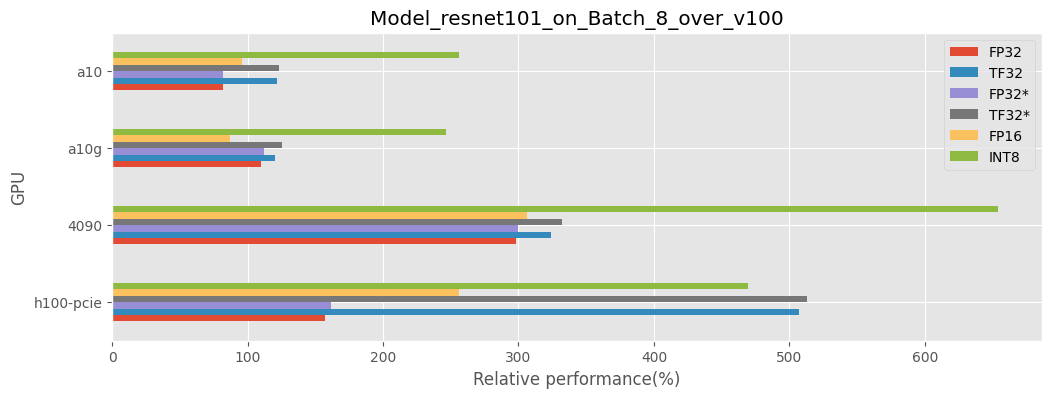 Model_resnet101_on_Batch_8_over_v100
FP32
TF32
FP32*
TF32*
FP16
INT8
GPU
a10
a10g
4090
h100-pcie
0 100 200 300 400 500 600
Relative performance(%)